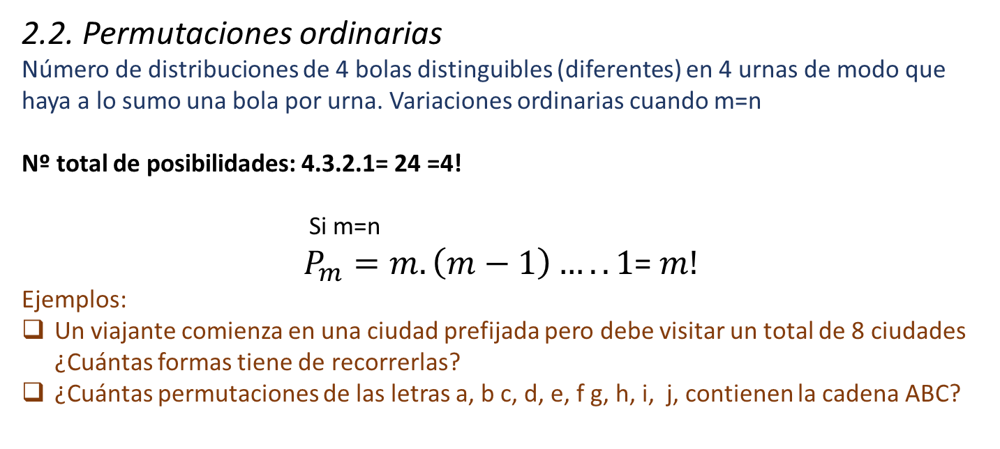 2.2. Permutaciones ordinarias
Número de distribuciones de 4 bolas distinguibles (diferentes) en 4 urnas de modo que
haya a lo sumo una bola por urna. Variaciones ordinarias cuando m=n
Nº total de posibilidades: 4.3.2.1= 24 =4!
Si m=n
Pₘ = m. (m − 1) ….. . 1= m!
Ejemplos:
❑ Un viajante comienza en una ciudad prefijada pero debe visitar un total de 8 ciudades
¿Cuántas formas tiene de recorrerlas?
❑ ¿Cuántas permutaciones de las letras a, b c, d, e, f g, h, i, j, contienen la cadena ABC?